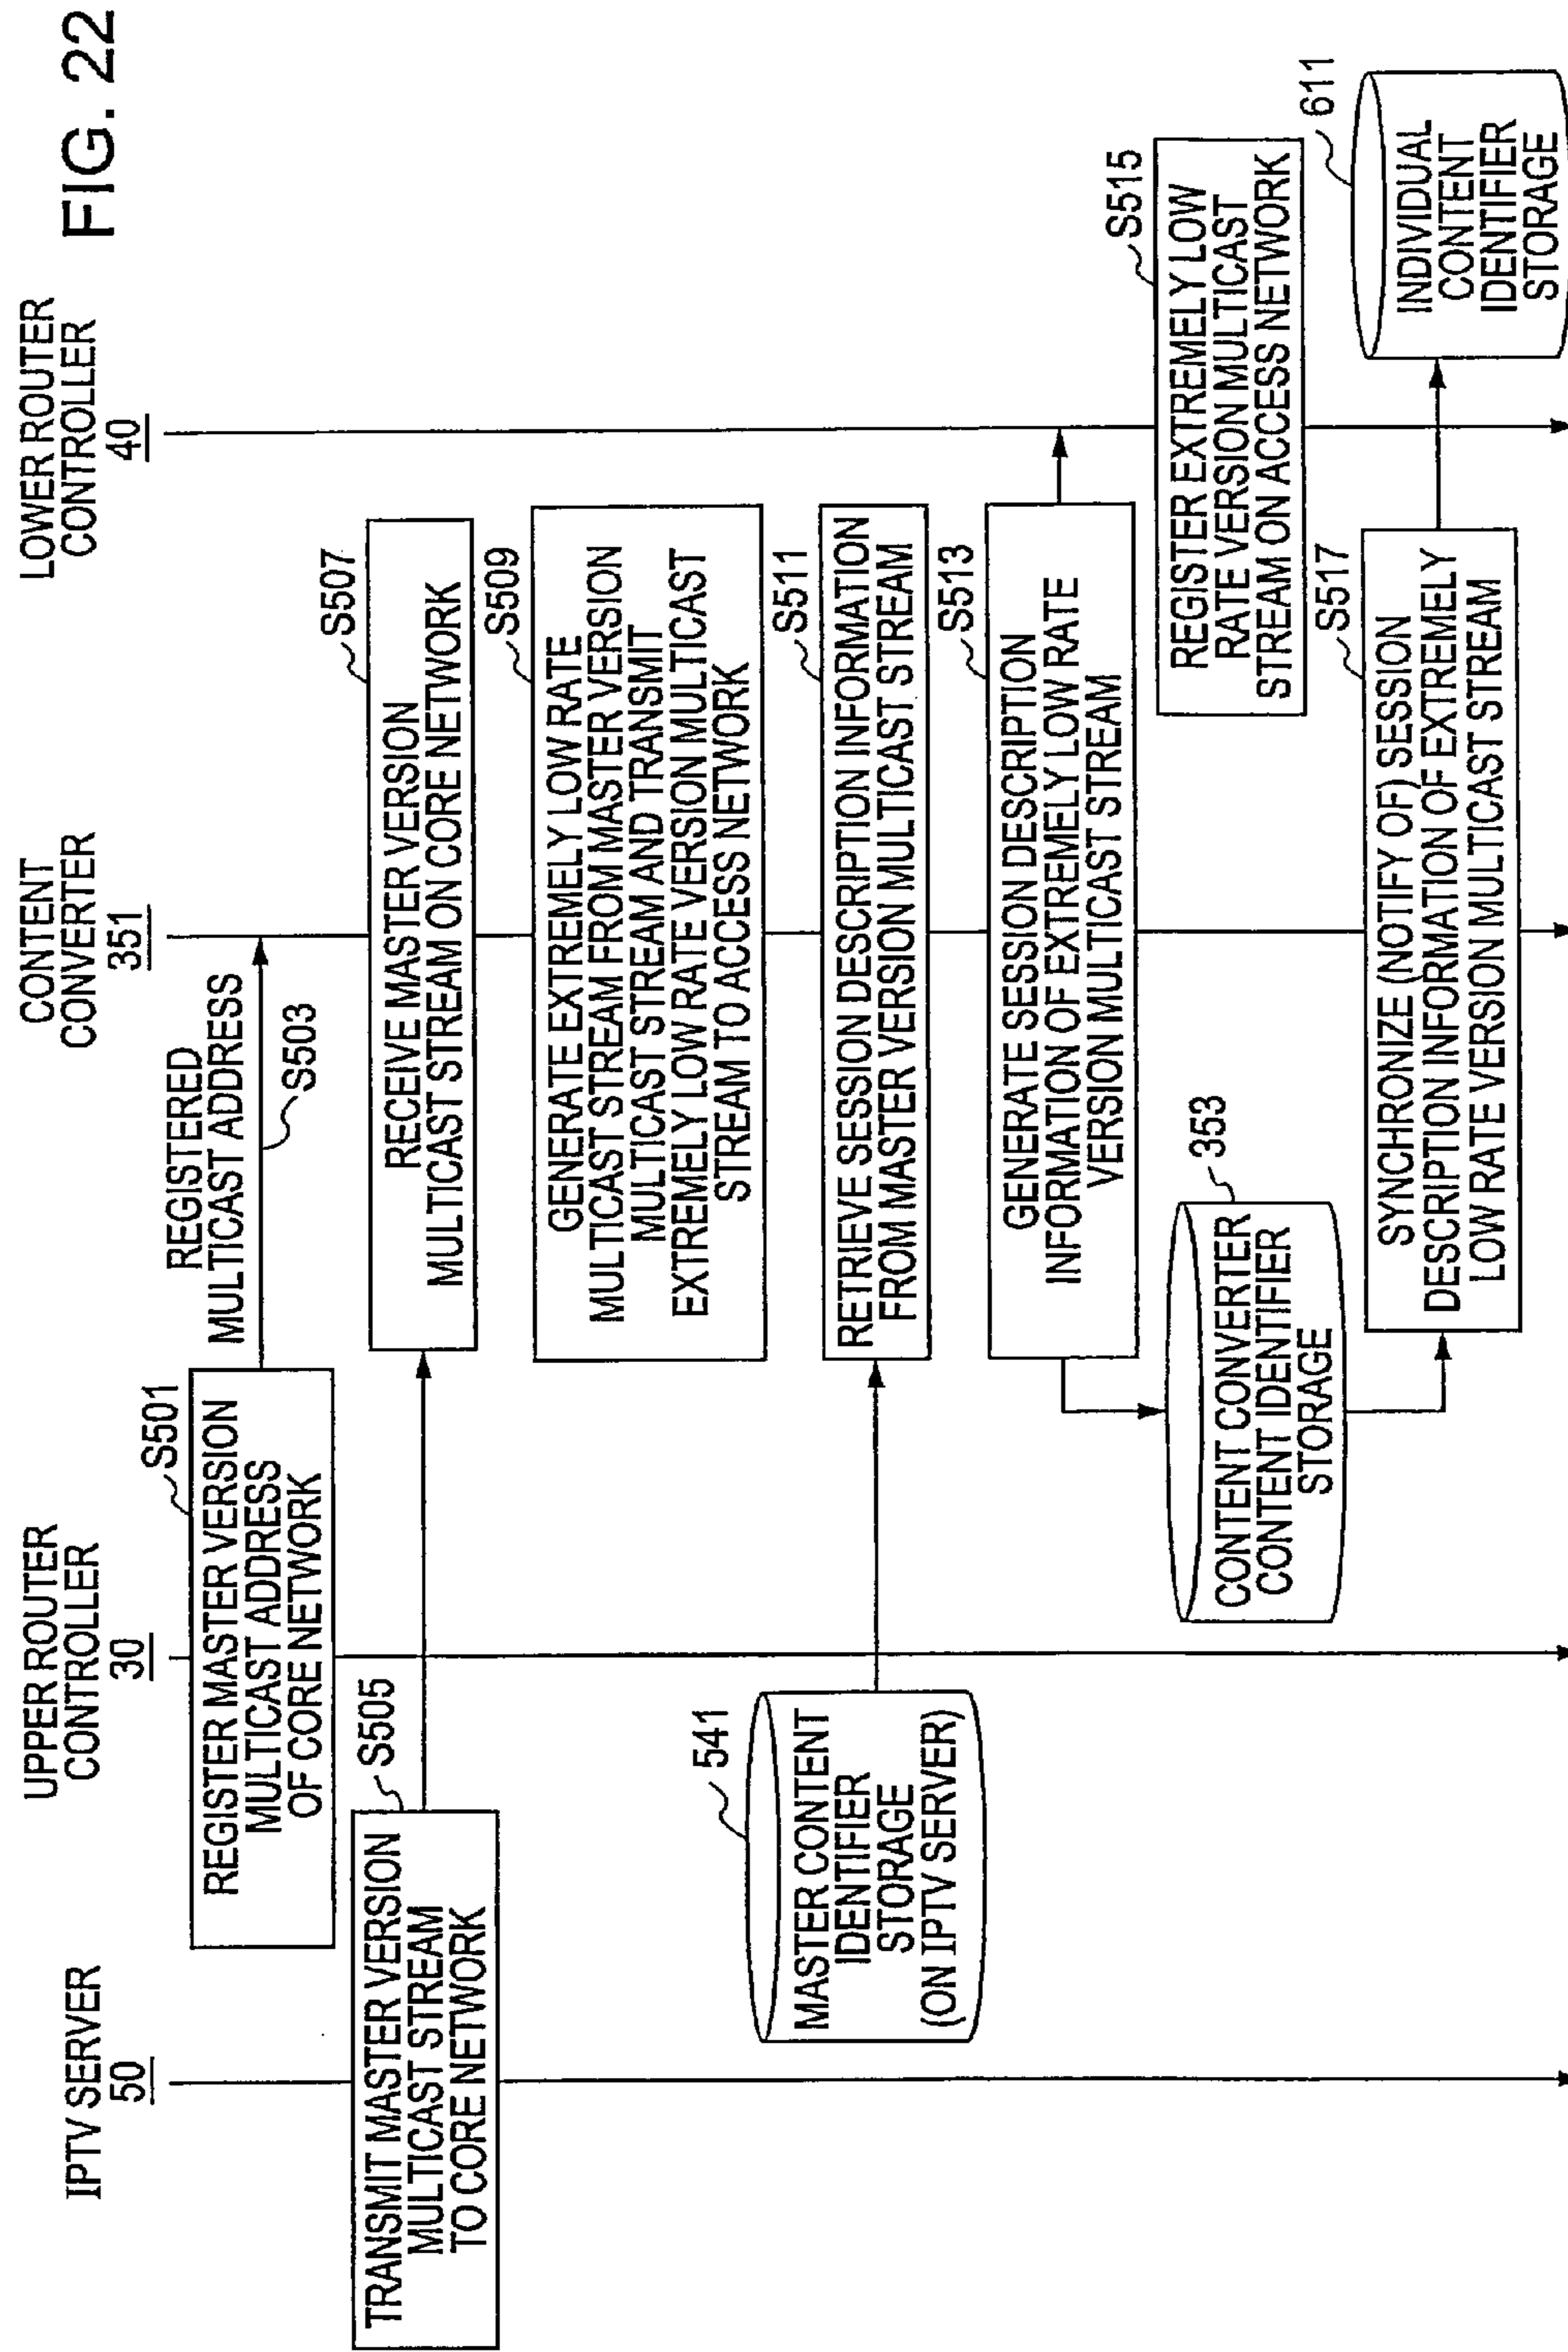 FIG. 22
IPTV SERVER
50
UPPER ROUTER
CONTROLLER
30
CONTENT
CONVERTER
351
LOWER ROUTER
CONTROLLER
40
S501
REGISTER MASTER VERSION
MULTICAST ADDRESS
OF CORE NETWORK
REGISTERED
MULTICAST ADDRESS
S503
S505
TRANSMIT MASTER VERSION
MULTICAST STREAM
TO CORE NETWORK
S507
RECEIVE MASTER VERSION
MULTICAST STREAM ON CORE NETWORK
S509
GENERATE EXTREMELY LOW RATE
MULTICAST STREAM FROM MASTER VERSION
MULTICAST STREAM AND TRANSMIT
EXTREMELY LOW RATE VERSION MULTICAST
STREAM TO ACCESS NETWORK
541
MASTER CONTENT
IDENTIFIER
STORAGE
(ON IPTV SERVER)
S511
RETRIEVE SESSION DESCRIPTION INFORMATION
FROM MASTER VERSION MULTICAST STREAM
S513
GENERATE SESSION DESCRIPTION
INFORMATION OF EXTREMELY LOW RATE
VERSION MULTICAST STREAM
353
CONTENT CONVERTER
CONTENT IDENTIFIER
STORAGE
S515
REGISTER EXTREMELY LOW
RATE VERSION MULTICAST
STREAM ON ACCESS NETWORK
S517
SYNCHRONIZE (NOTIFY OF) SESSION
DESCRIPTION INFORMATION OF EXTREMELY
LOW RATE VERSION MULTICAST STREAM
611
INDIVIDUAL
CONTENT
IDENTIFIER
STORAGE